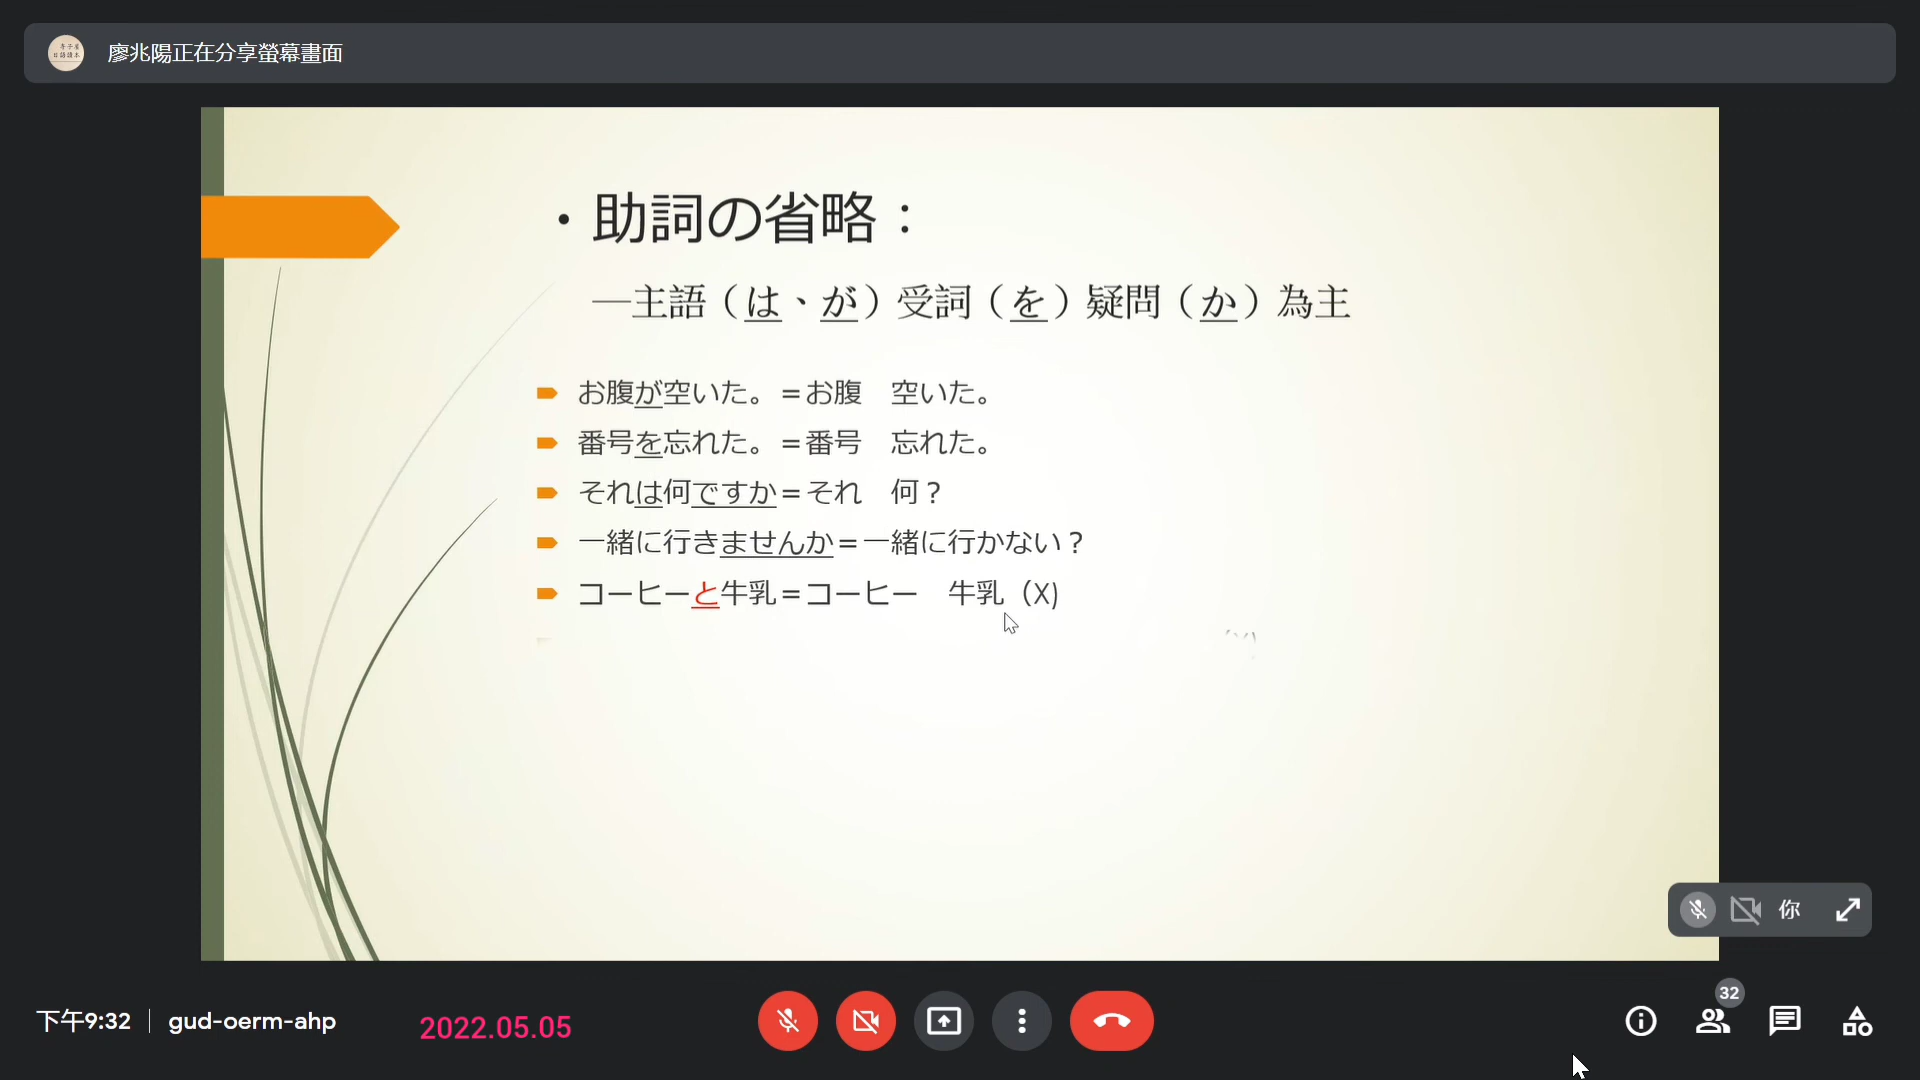 廖兆陽正在分享螢幕畫面
・助詞の省略：
—主語（は、が）受詞（を）疑問（か）為主
お腹が空いた。＝お腹　空いた。
番号を忘れた。＝番号　忘れた。
それは何ですか＝それ　何？
一緒に行きませんか＝一緒に行かない？
コーヒーと牛乳＝コーヒー　牛乳（X)
你
32
下午9:32 | gud-oerm-ahp
2022.05.05